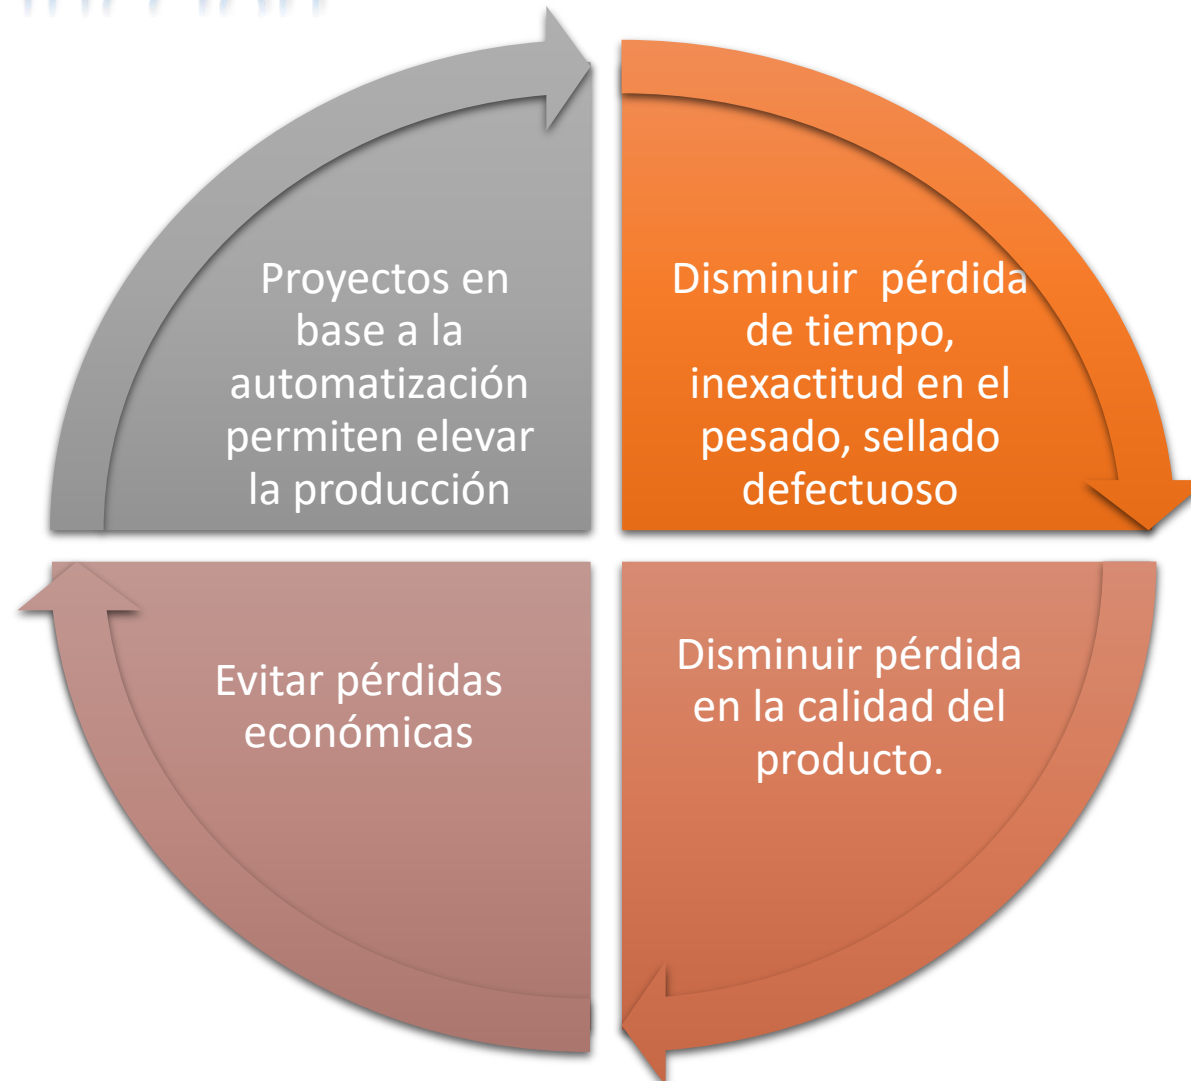 Proyectos en
base a la
automatización
permiten elevar
la producción
Disminuir  pérdida
de tiempo,
inexactitud en el
pesado, sellado
defectuoso
Evitar pérdidas
económicas
Disminuir pérdida
en la calidad del
producto.